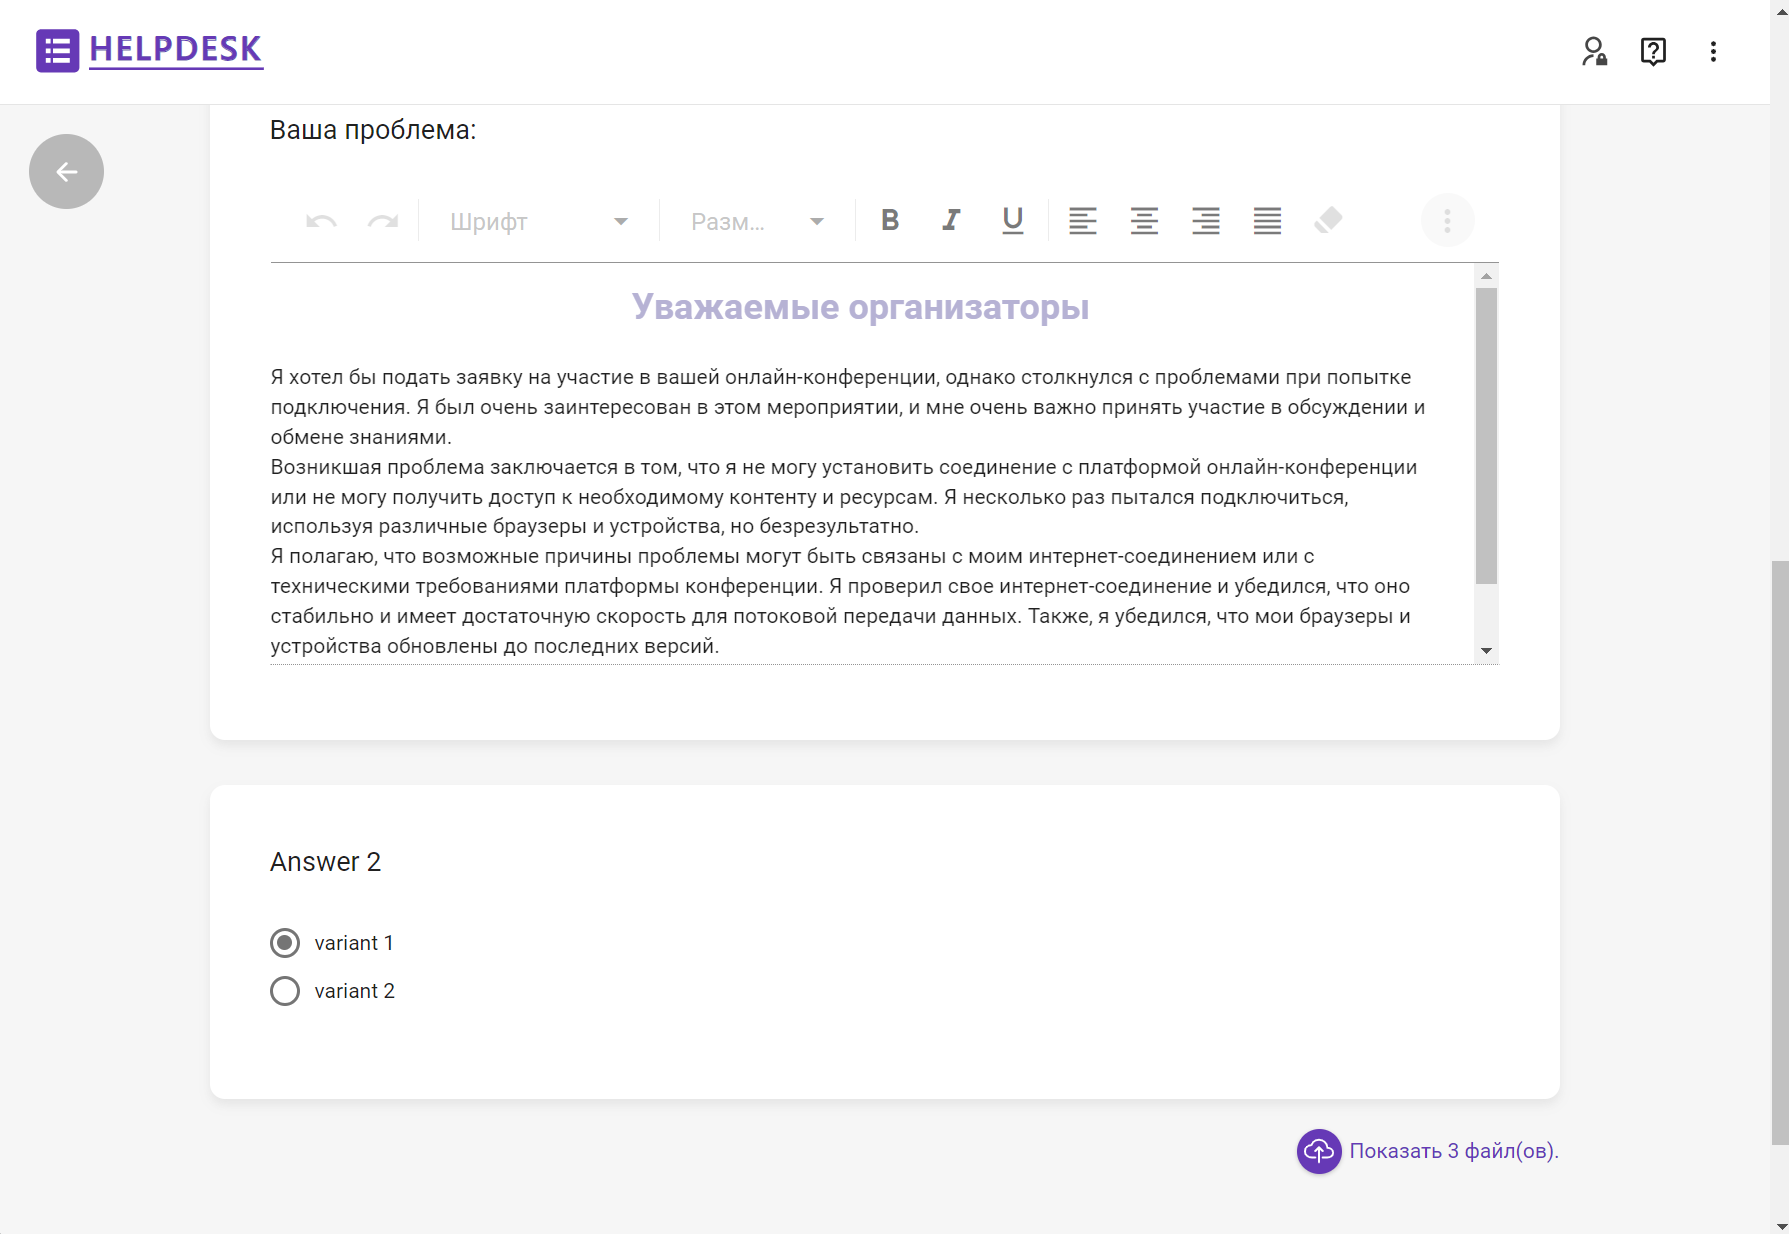 HELPDESK
Ваша проблема:
Шрифт
Разм...
B I U
Уважаемые организаторы
Я хотел бы подать заявку на участие в вашей онлайн-конференции, однако столкнулся с проблемами при попытке
подключения. Я был очень заинтересован в этом мероприятии, и мне очень важно принять участие в обсуждении и
обмене знаниями.
Возникшая проблема заключается в том, что я не могу установить соединение с платформой онлайн-конференции
или не могу получить доступ к необходимому контенту и ресурсам. Я несколько раз пытался подключиться,
используя различные браузеры и устройства, но безрезультатно.
Я полагаю, что возможные причины проблемы могут быть связаны с моим интернет-соединением или с
техническими требованиями платформы конференции. Я проверил свое интернет-соединение и убедился, что оно
стабильно и имеет достаточную скорость для потоковой передачи данных. Также, я убедился, что мои браузеры и
устройства обновлены до последних версий.
Answer 2
variant 1
variant 2
Показать 3 файл(ов).